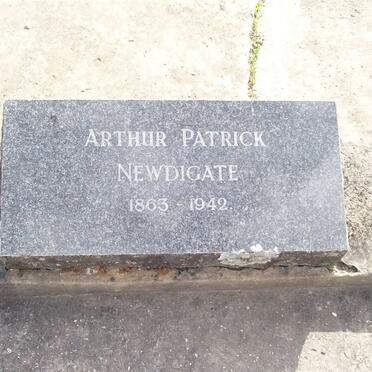 ARTHUR PATRICK
NEWDIGATE
1863 - 1942.